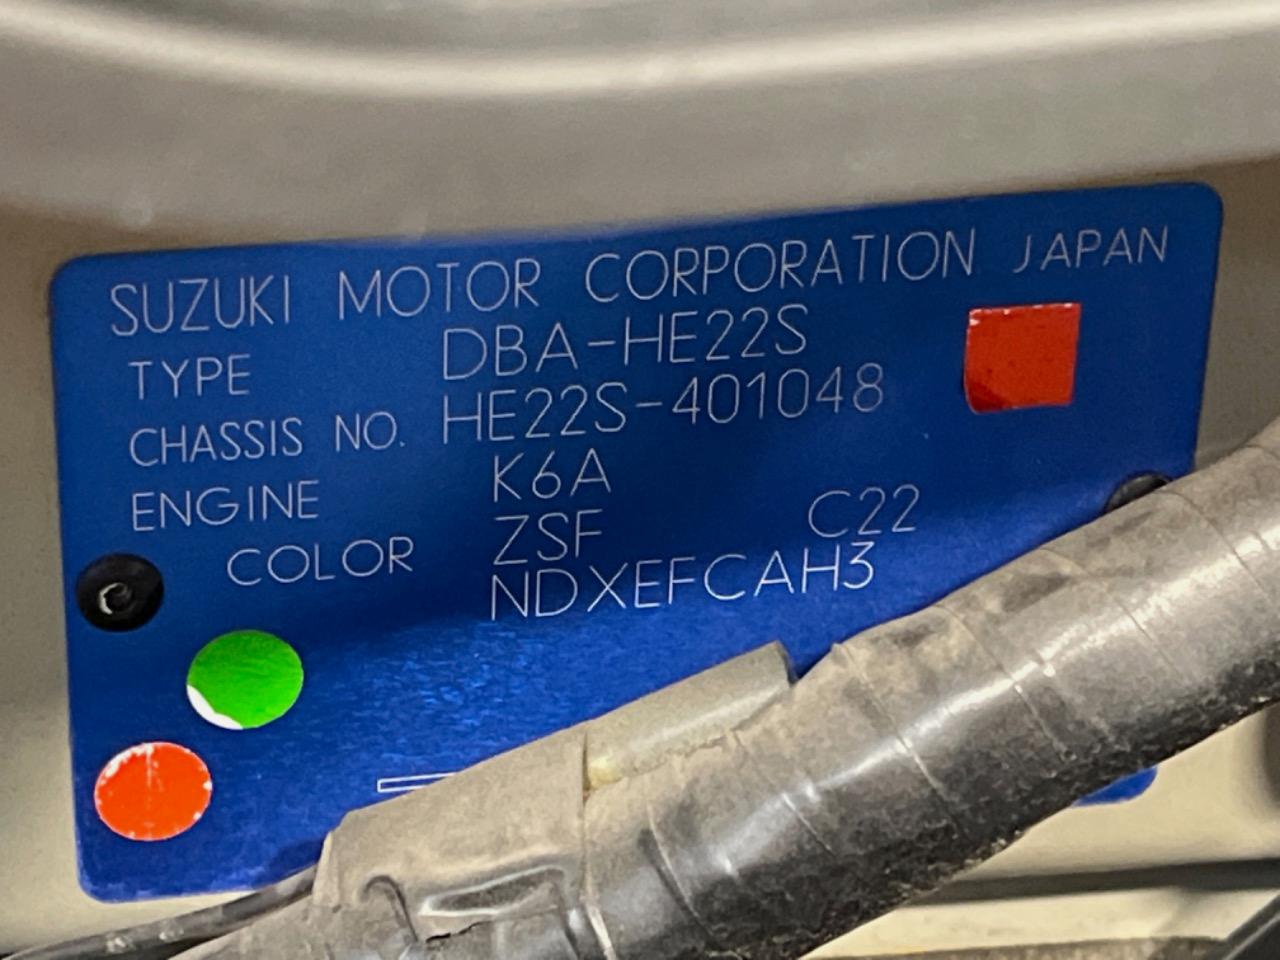 SUZUKI MOTOR CORPORATION JAPAN
TYPE DBA-HE22S
CHASSIS NO. HE22S-401048
ENGINE K6A
COLOR ZSF C22
NDXEFCAH3